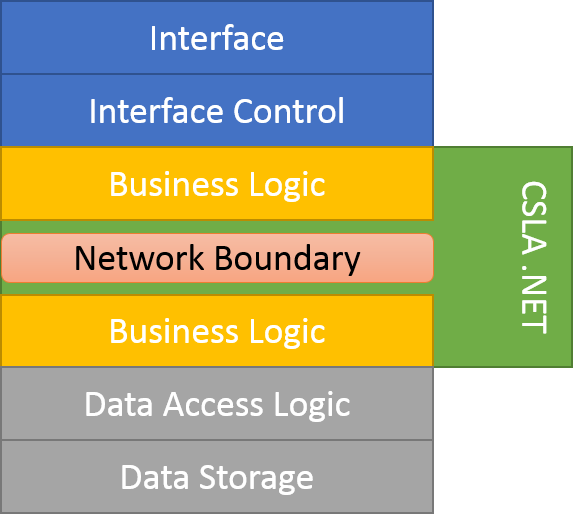 Interface
Interface Control
Business Logic
CSLA .NET
Network Boundary
Business Logic
Data Access Logic
Data Storage